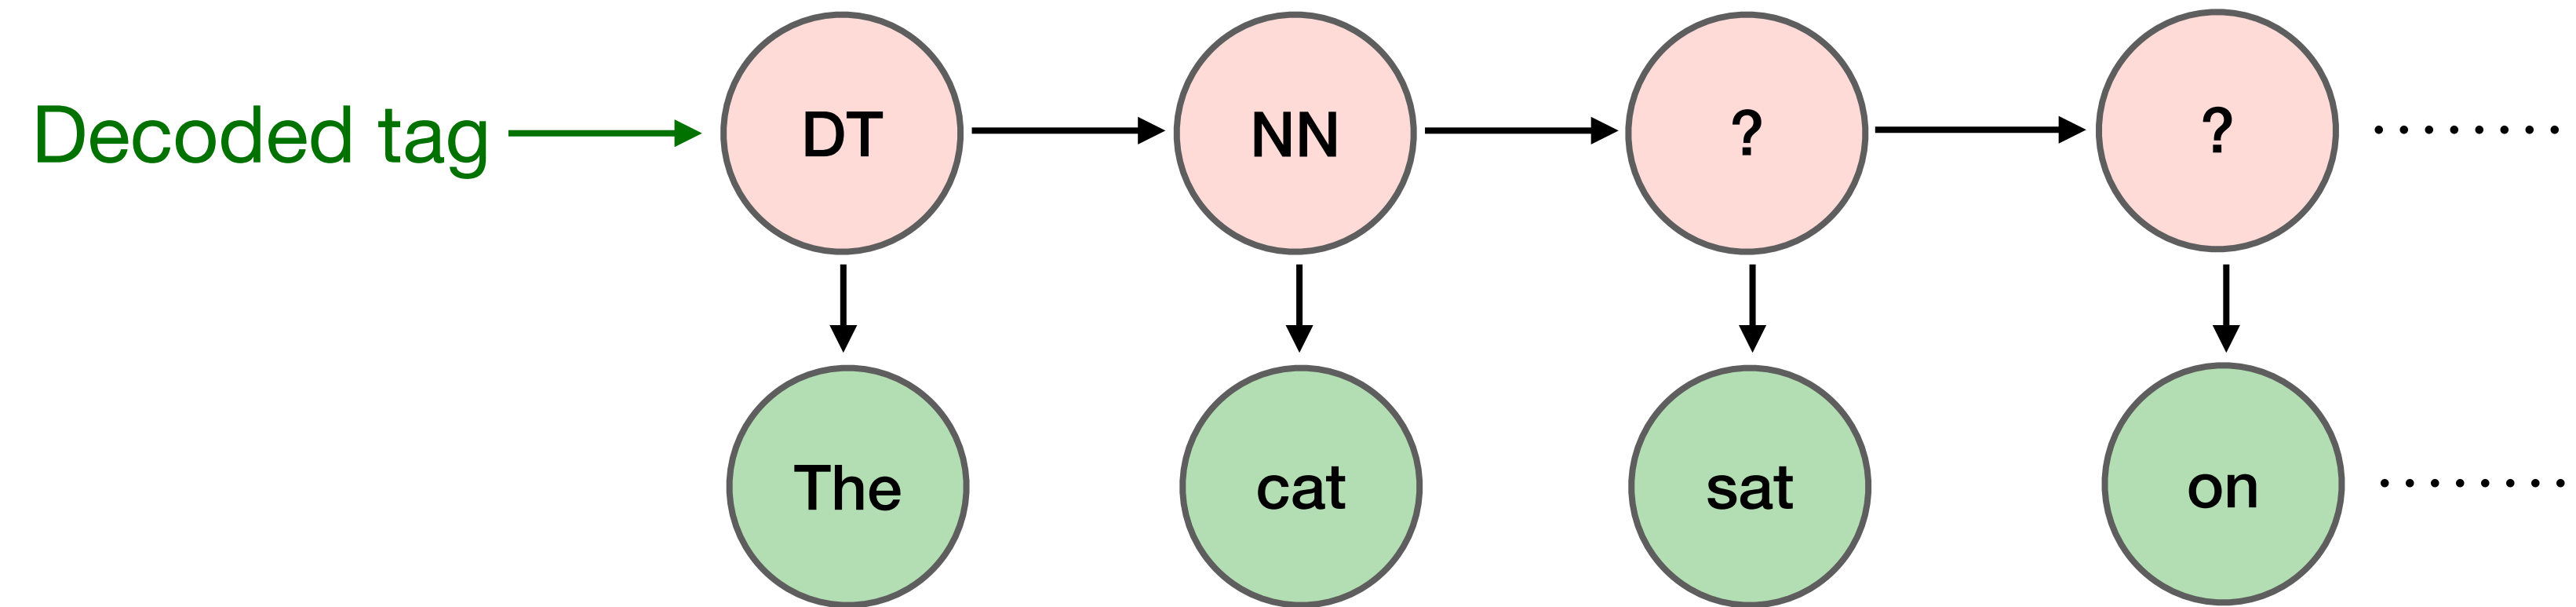 Decoded tag DT NN ? ?
The cat sat on